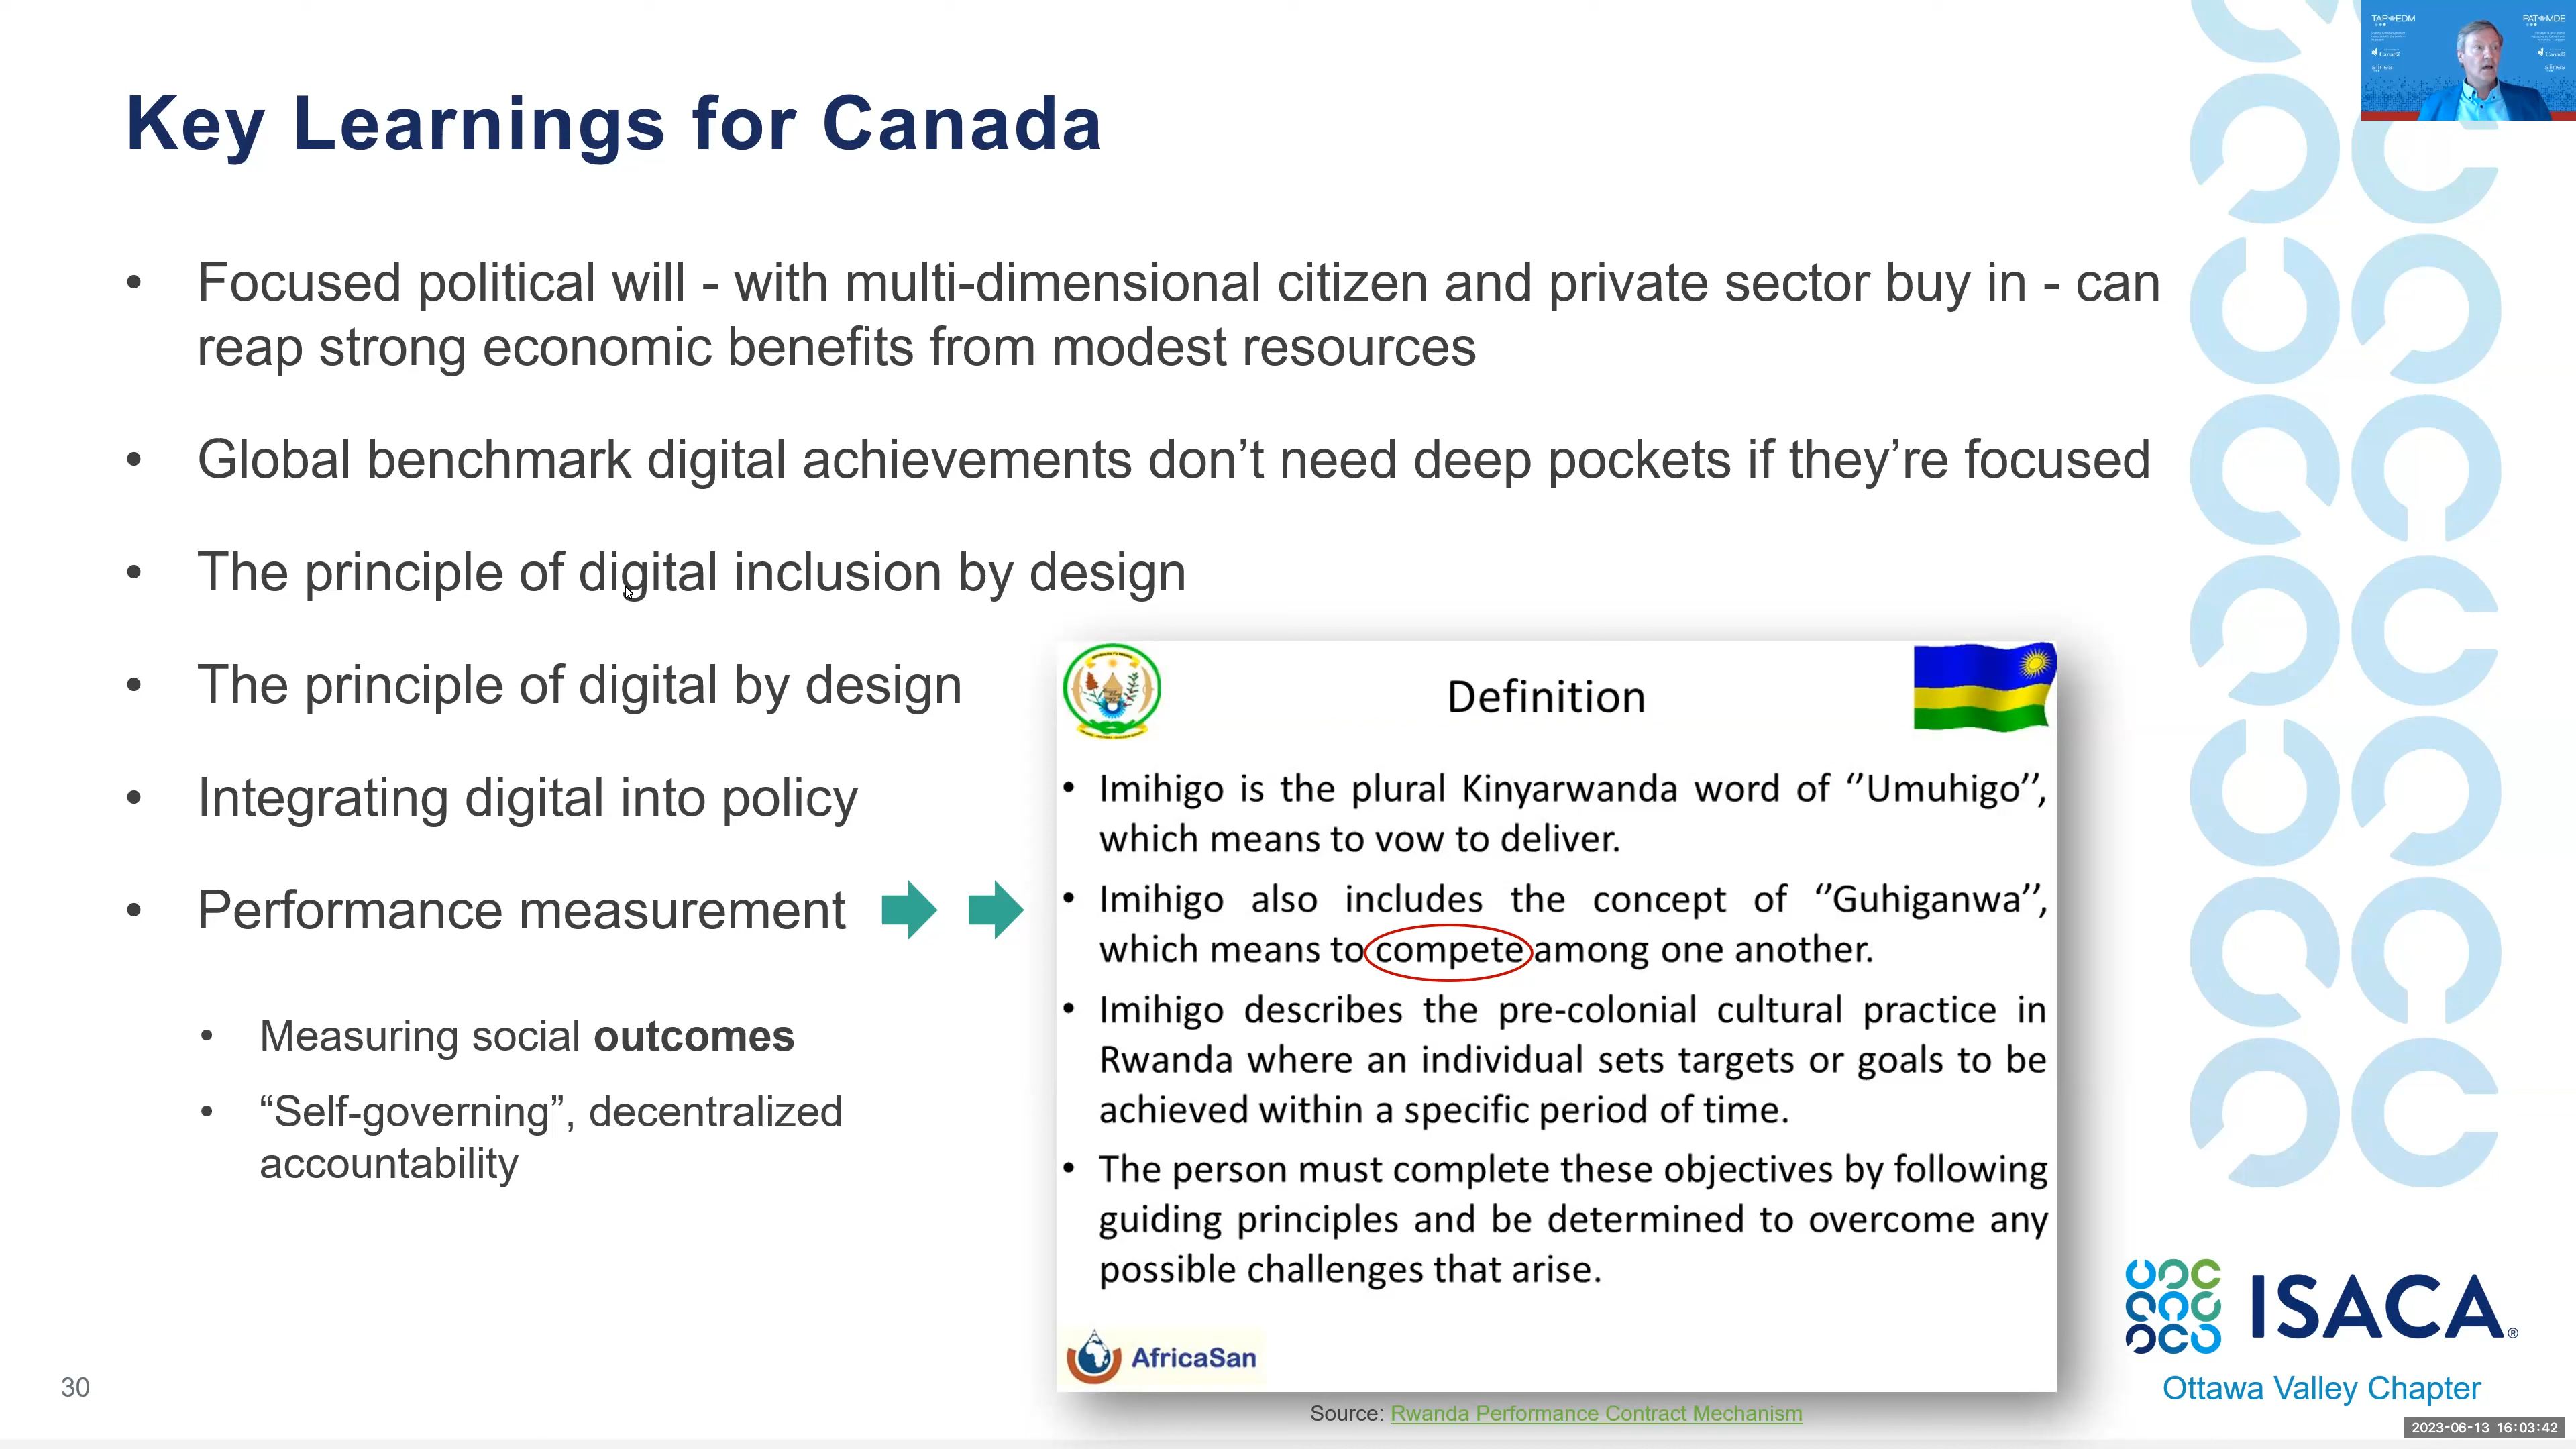 TAP EDM
PAT MDE
Canada
Canada
alinea
alinea
Key Learnings for Canada
• Focused political will - with multi-dimensional citizen and private sector buy in - can
reap strong economic benefits from modest resources
• Global benchmark digital achievements don’t need deep pockets if they’re focused
• The principle of digital inclusion by design
• The principle of digital by design
• Integrating digital into policy
• Performance measurement
• Measuring social outcomes
• “Self-governing”, decentralized
accountability
Definition
• Imihigo is the plural Kinyarwanda word of ‘’Umuhigo’’,
which means to vow to deliver.
• Imihigo also includes the concept of ‘’Guhiganwa’’,
which means to compete among one another.
• Imihigo describes the pre-colonial cultural practice in
Rwanda where an individual sets targets or goals to be
achieved within a specific period of time.
• The person must complete these objectives by following
guiding principles and be determined to overcome any
possible challenges that arise.
AfricaSan
Source: Rwanda Performance Contract Mechanism
30
ISACA®
Ottawa Valley Chapter
2023-06-13 16:03:42